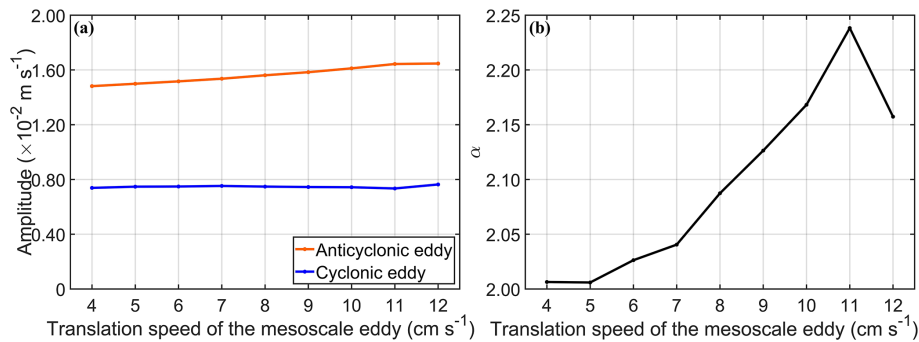 (a)
2.00
1.60
1.20
0.80
0.40
0
Amplitude (×10⁻² m s⁻¹)
Anticyclonic eddy
Cyclonic eddy
4 5 6 7 8 9 10 11 12
Translation speed of the mesoscale eddy (cm s⁻¹)
(b)
2.25
2.20
2.15
2.10
2.05
2.00
α
4 5 6 7 8 9 10 11 12
Translation speed of the mesoscale eddy (cm s⁻¹)